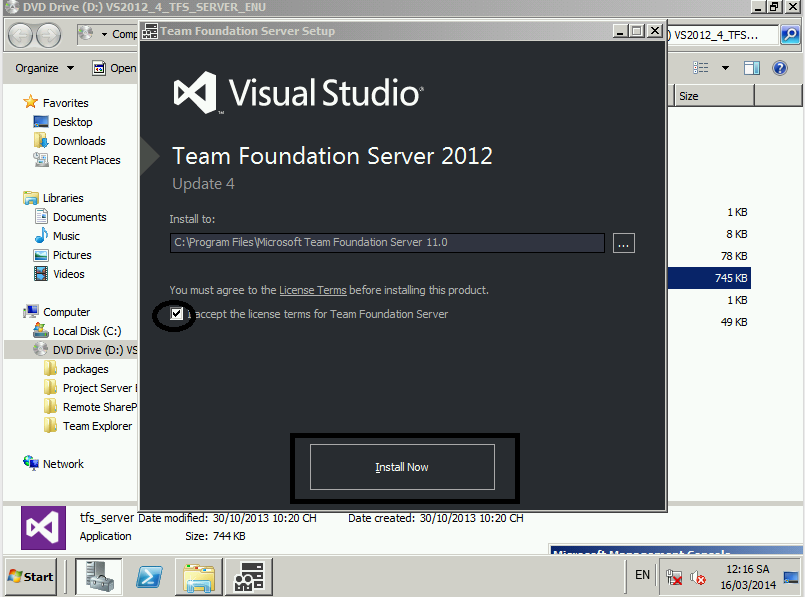 DVD Drive (D:) VS2012_4_TFS_SERVER_ENU
Team Foundation Server Setup
) VS2012_4_TFS...
Organize
Open
Size
Visual Studio
Team Foundation Server 2012
Update 4
Install to:
C:\Program Files\Microsoft Team Foundation Server 11.0
...
You must agree to the License Terms before installing this product.
I accept the license terms for Team Foundation Server
Install Now
Favorites
Desktop
Downloads
Recent Places
Libraries
Documents
Music
Pictures
Videos
Computer
Local Disk (C:)
DVD Drive (D:) VS
packages
Project Server
Remote ShareP
Team Explorer
Network
1 KB
8 KB
78 KB
745 KB
1 KB
49 KB
tfs_server Date modified: 30/10/2013 10:20 CH Date created: 30/10/2013 10:20 CH
Application Size: 744 KB
Microsoft Management Console
Start
EN
12:16 SA
16/03/2014